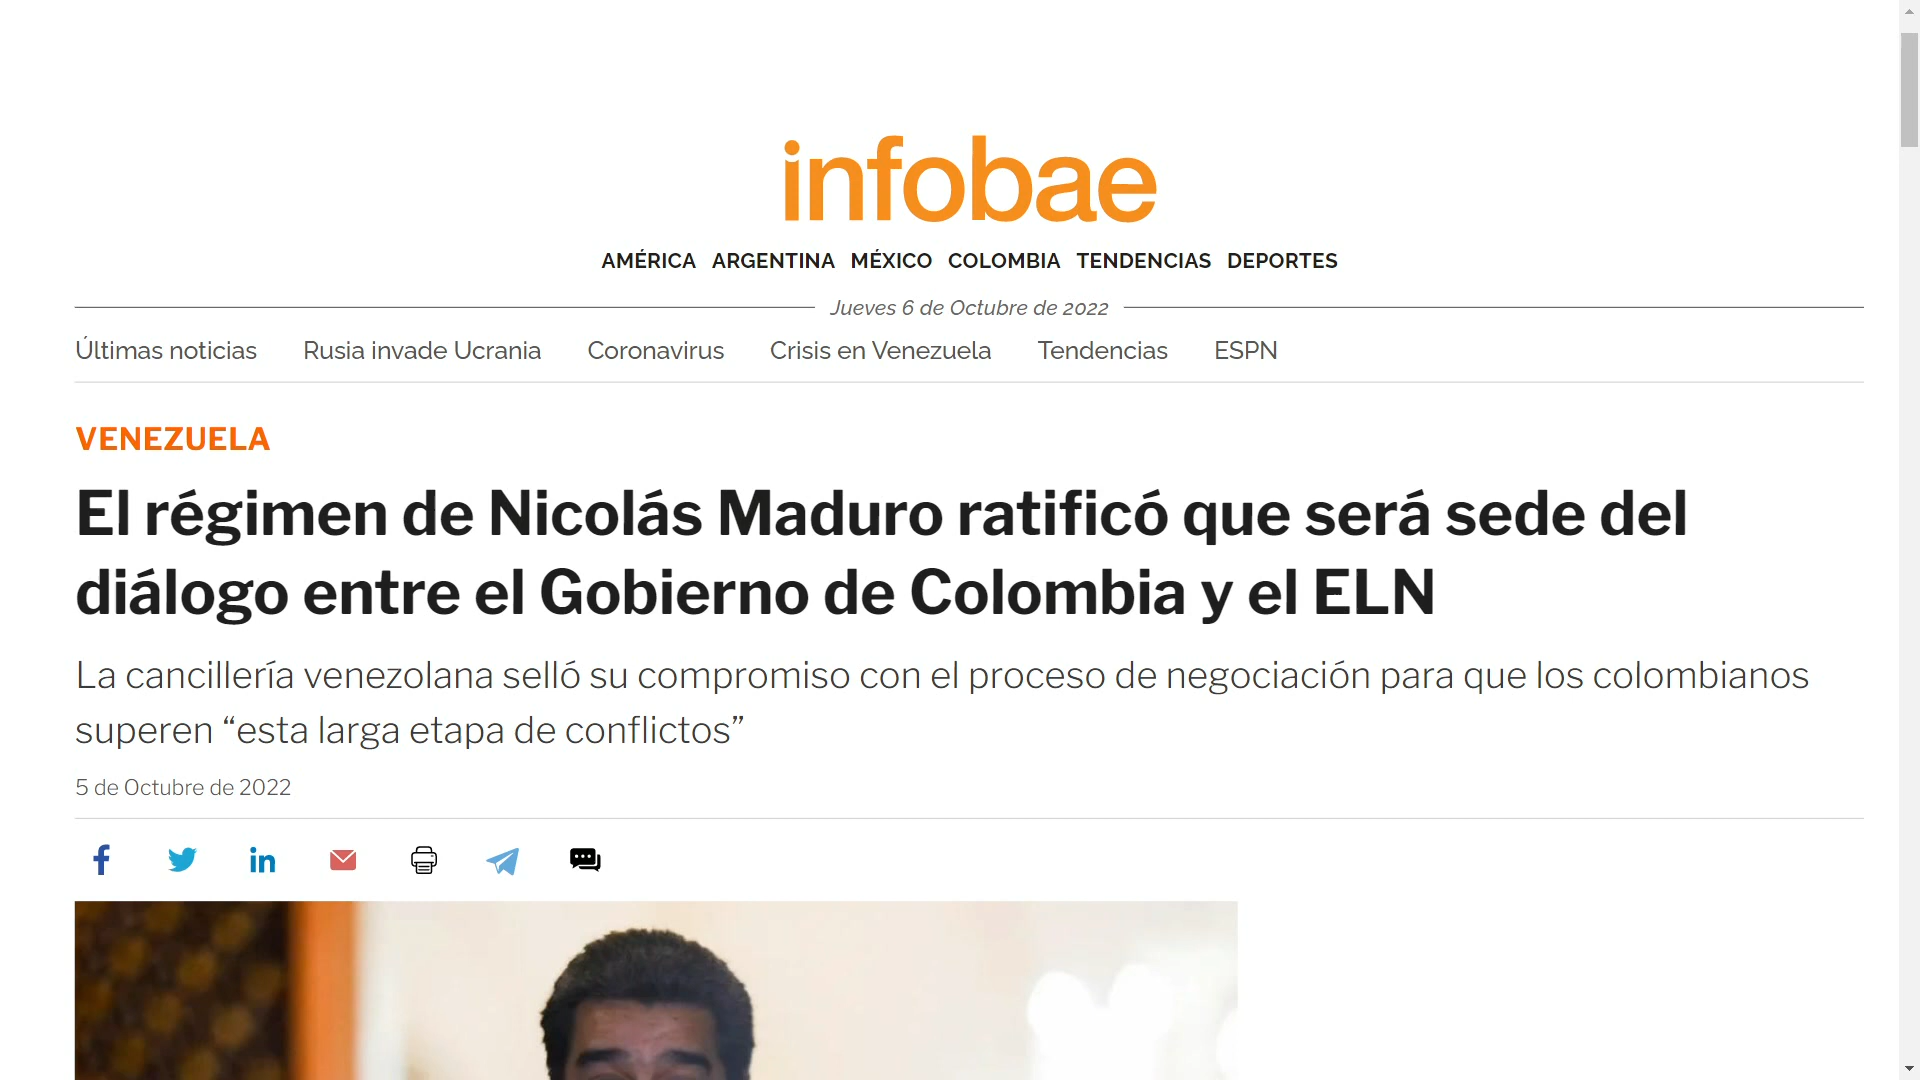 infobae
AMÉRICA ARGENTINA MÉXICO COLOMBIA TENDENCIAS DEPORTES
Jueves 6 de Octubre de 2022
Últimas noticias Rusia invade Ucrania Coronavirus Crisis en Venezuela Tendencias ESPN
VENEZUELA
El régimen de Nicolás Maduro ratificó que será sede del
diálogo entre el Gobierno de Colombia y el ELN
La cancillería venezolana selló su compromiso con el proceso de negociación para que los colombianos
superen “esta larga etapa de conflictos”
5 de Octubre de 2022